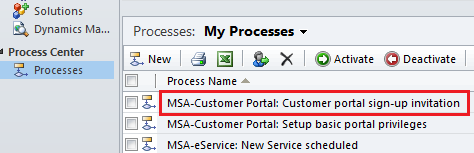 Solutions
Dynamics Ma...
Process Center
Processes
Processes: My Processes
New
Activate
Deactivate
Process Name
MSA-Customer Portal: Customer portal sign-up invitation
MSA-Customer Portal: Setup basic portal privileges
MSA-eService: New Service scheduled